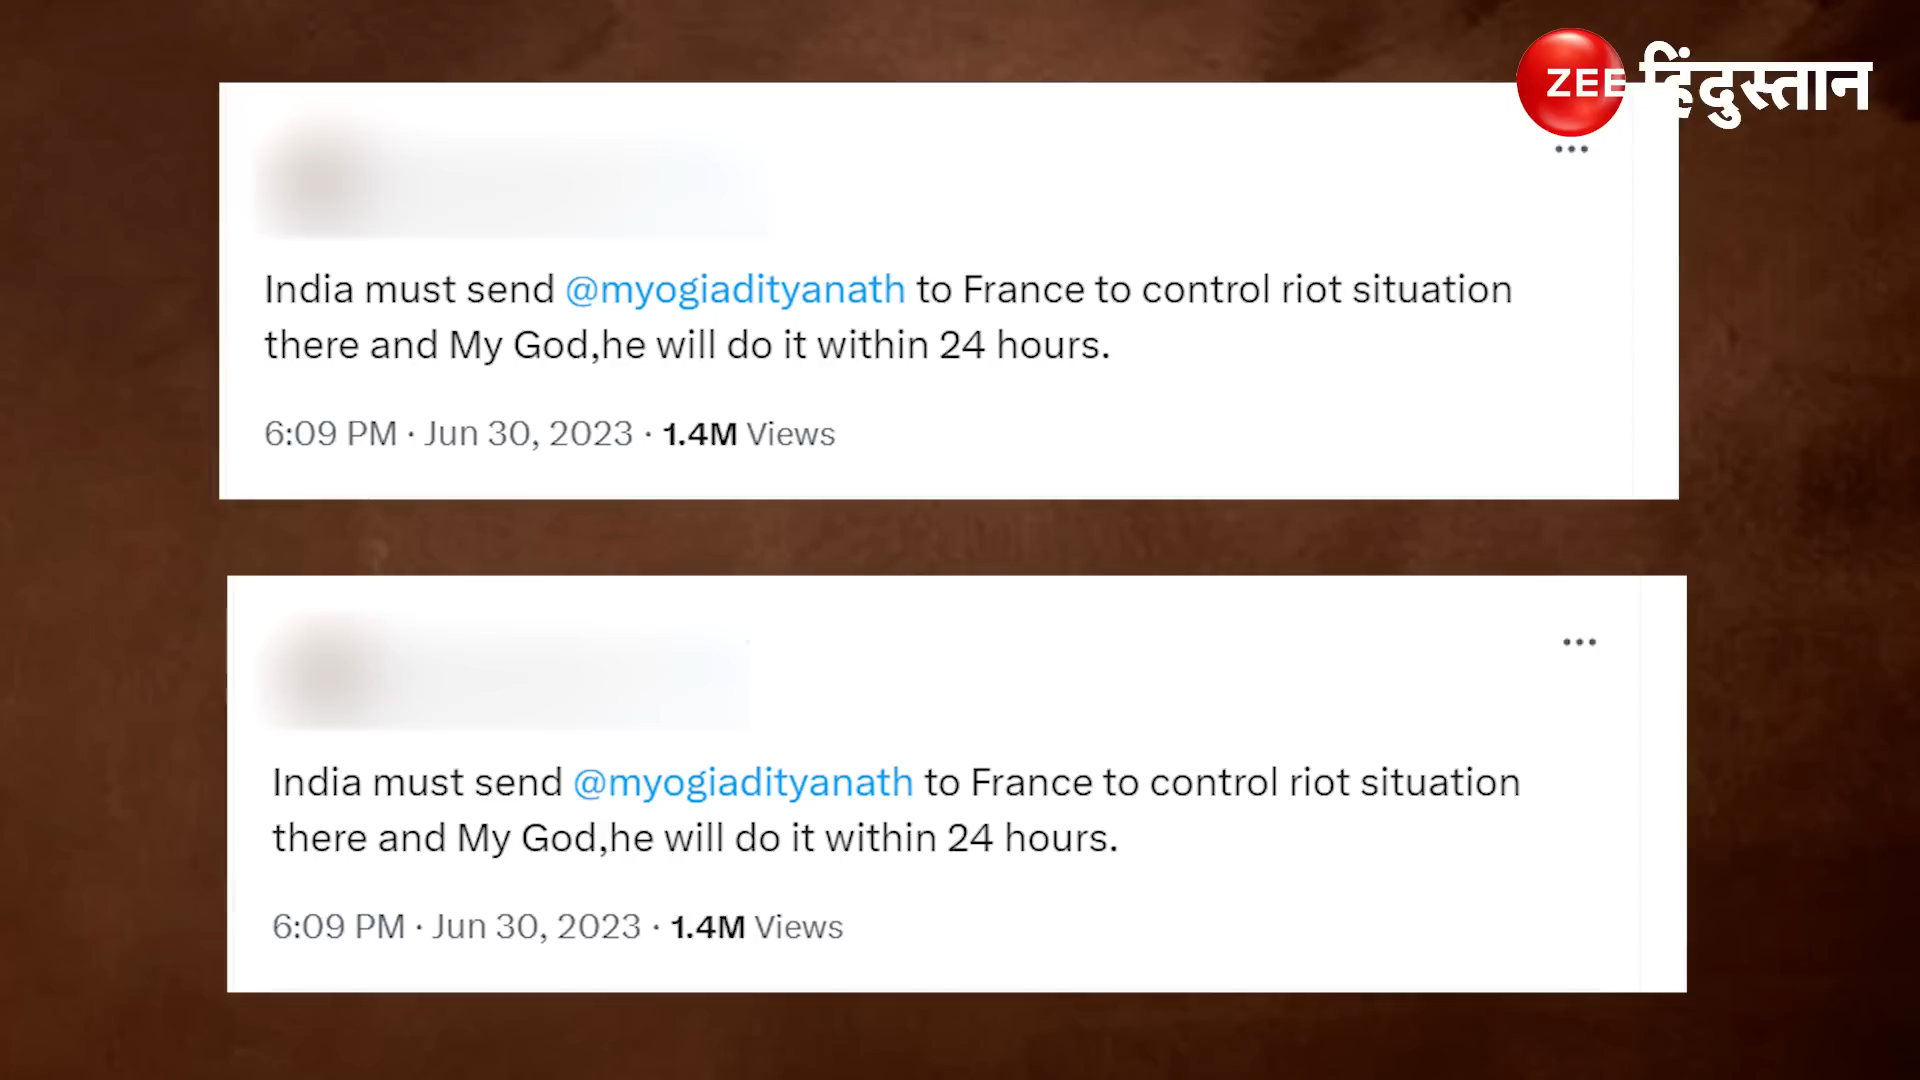 ZEE हिंदुस्तान
India must send @myogiadityanath to France to control riot situation
there and My God,he will do it within 24 hours.
6:09 PM · Jun 30, 2023 · 1.4M Views
India must send @myogiadityanath to France to control riot situation
there and My God,he will do it within 24 hours.
6:09 PM · Jun 30, 2023 · 1.4M Views